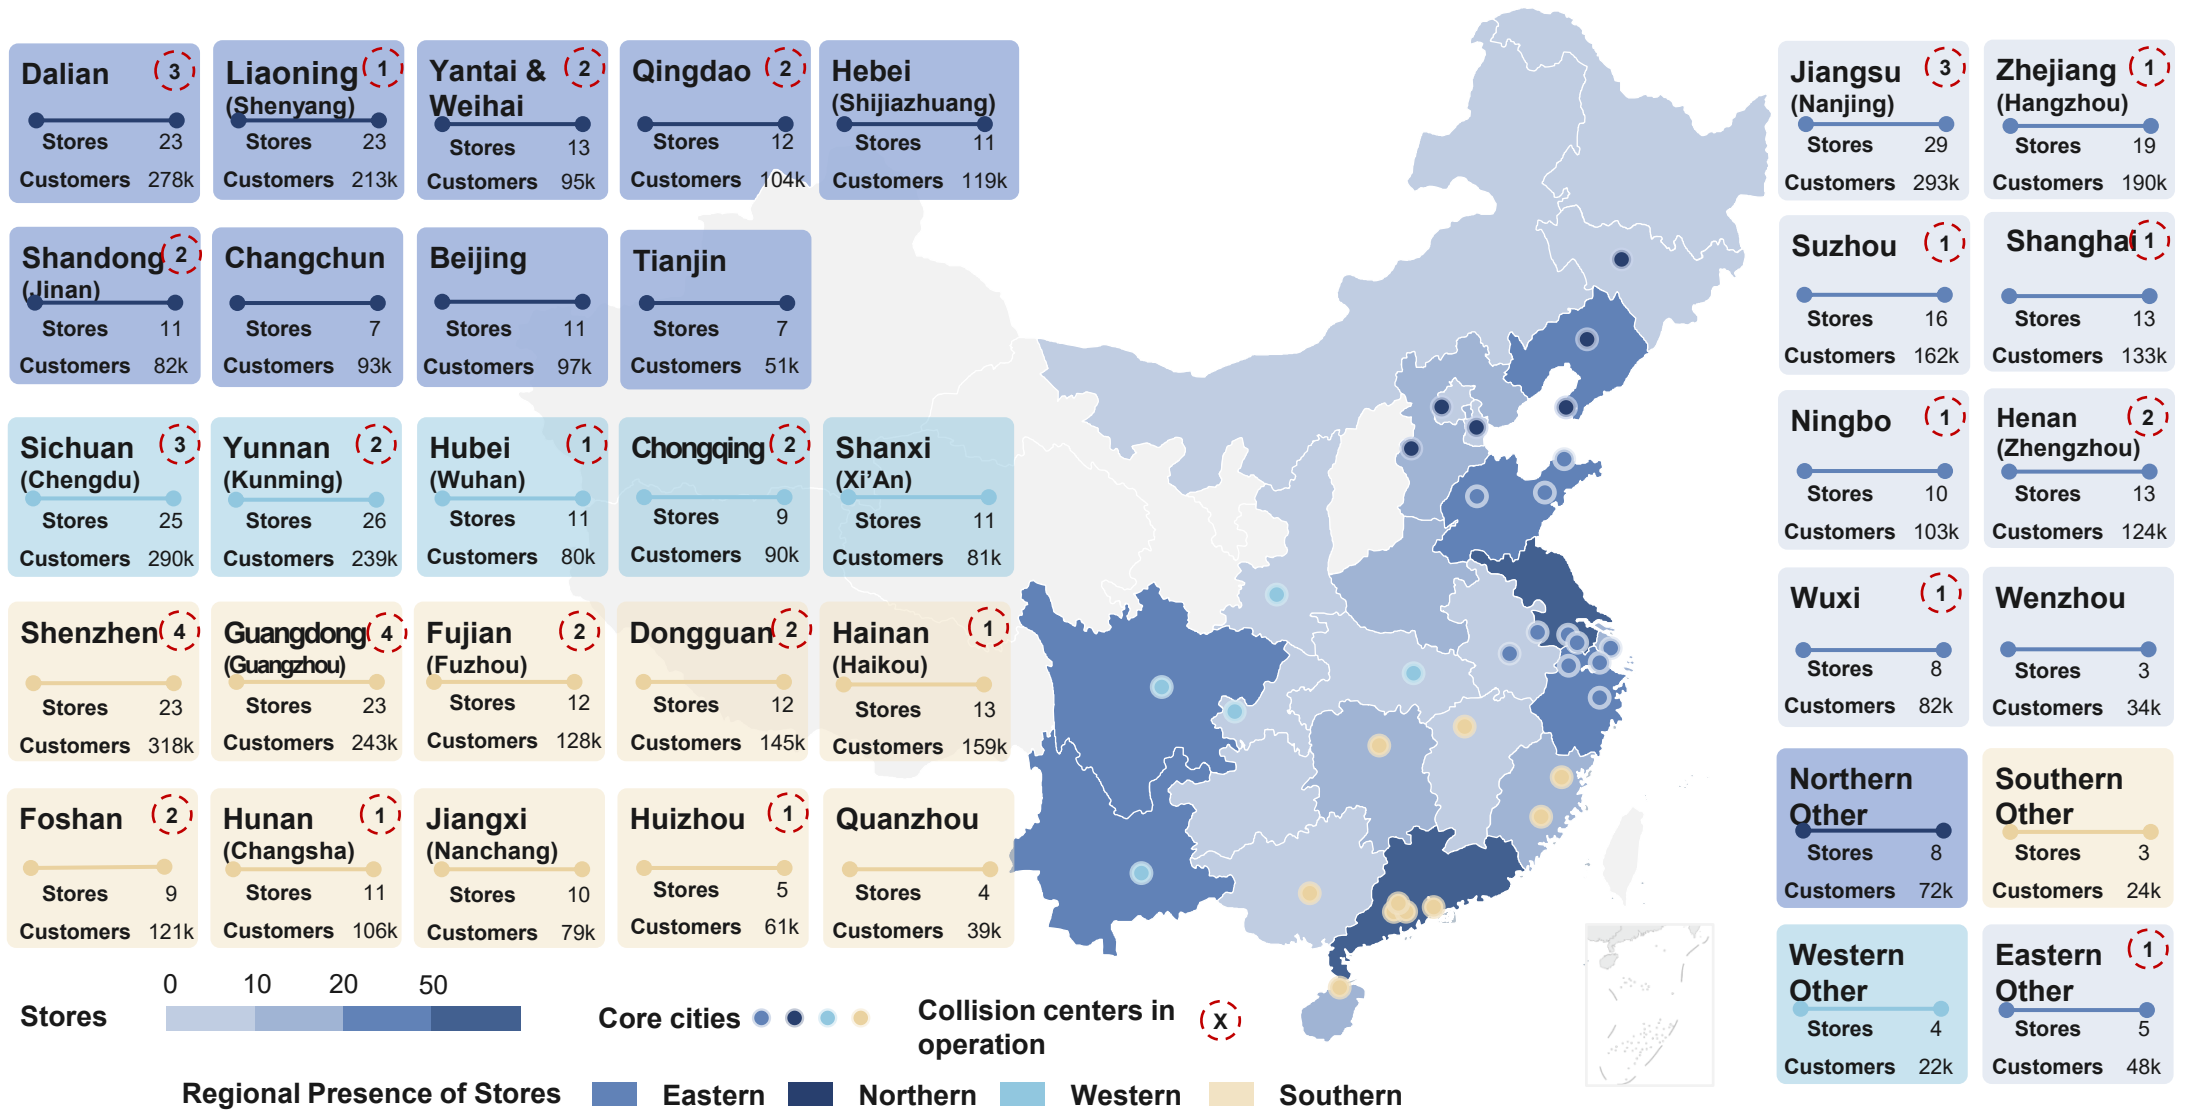 Dalian 3
Stores 23
Customers 278k
Liaoning 1
(Shenyang)
Stores 23
Customers 213k
Yantai & 2
Weihai
Stores 13
Customers 95k
Qingdao 2
Stores 12
Customers 104k
Hebei
(Shijiazhuang)
Stores 11
Customers 119k
Shandong 2
(Jinan)
Stores 11
Customers 82k
Changchun
Stores 7
Customers 93k
Beijing
Stores 11
Customers 97k
Tianjin
Stores 7
Customers 51k
Sichuan 3
(Chengdu)
Stores 25
Customers 290k
Yunnan 2
(Kunming)
Stores 26
Customers 239k
Hubei 1
(Wuhan)
Stores 11
Customers 80k
Chongqing 2
Stores 9
Customers 90k
Shanxi
(Xi’An)
Stores 11
Customers 81k
Shenzhen 4
Stores 23
Customers 318k
Guangdong 4
(Guangzhou)
Stores 23
Customers 243k
Fujian 2
(Fuzhou)
Stores 12
Customers 128k
Dongguan 2
Stores 12
Customers 145k
Hainan 1
(Haikou)
Stores 13
Customers 159k
Foshan 2
Stores 9
Customers 121k
Hunan 1
(Changsha)
Stores 11
Customers 106k
Jiangxi
(Nanchang)
Stores 10
Customers 79k
Huizhou 1
Stores 5
Customers 61k
Quanzhou
Stores 4
Customers 39k
Jiangsu 3
(Nanjing)
Stores 29
Customers 293k
Zhejiang 1
(Hangzhou)
Stores 19
Customers 190k
Suzhou 1
Stores 16
Customers 162k
Shanghai 1
Stores 13
Customers 133k
Ningbo 1
Stores 10
Customers 103k
Henan 2
(Zhengzhou)
Stores 13
Customers 124k
Wuxi 1
Stores 8
Customers 82k
Wenzhou
Stores 3
Customers 34k
Northern
Other
Stores 8
Customers 72k
Southern
Other
Stores 3
Customers 24k
Western
Other
Stores 4
Customers 22k
Eastern 1
Other
Stores 5
Customers 48k
0 10 20 50
Stores
Core cities
Collision centers in
operation
X
Regional Presence of Stores Eastern Northern Western Southern